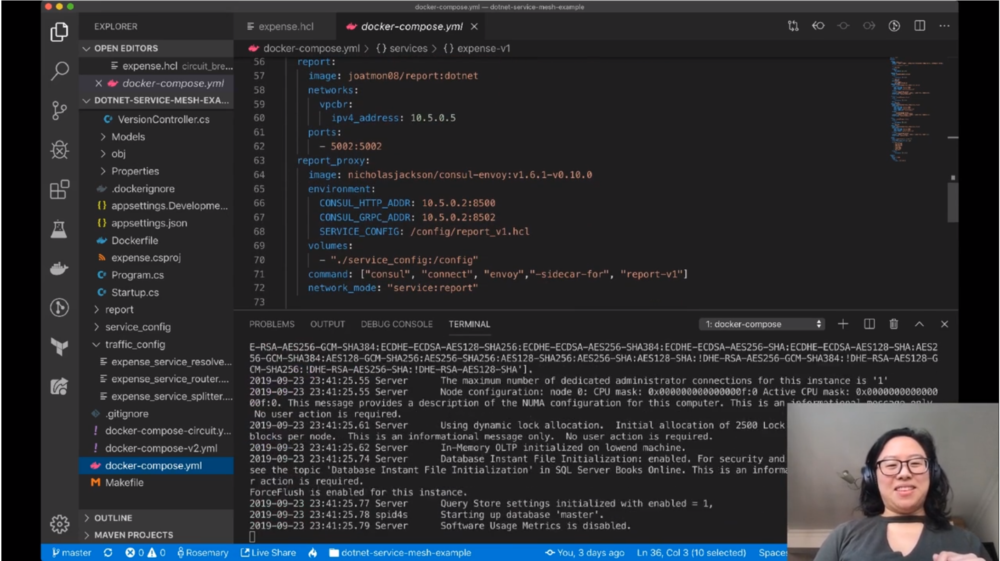 docker-compose.yml — dotnet-service-mesh-example
EXPLORER
OPEN EDITORS
expense.hcl circuit_bre...
docker-compose.yml
DOTNET-SERVICE-MESH-EXA...
VersionController.cs
Models
obj
Properties
.dockerignore
appsettings.Developme...
appsettings.json
Dockerfile
expense.csproj
Program.cs
Startup.cs
report
service_config
traffic_config
expense_service_resolve...
expense_service_router....
expense_service_splitter....
.gitignore
docker-compose-circuit.y...
docker-compose-v2.yml
docker-compose.yml
Makefile
OUTLINE
MAVEN PROJECTS
expense.hcl
docker-compose.yml
docker-compose.yml > {} services > {} expense-v1
56 report:
57 image: joatmon08/report:dotnet
58 networks:
59 vpcbr:
60 ipv4_address: 10.5.0.5
61 ports:
62 - 5002:5002
63 report_proxy:
64 image: nicholasjackson/consul-envoy:v1.6.1-v0.10.0
65 environment:
66 CONSUL_HTTP_ADDR: 10.5.0.2:8500
67 CONSUL_GRPC_ADDR: 10.5.0.2:8502
68 SERVICE_CONFIG: /config/report_v1.hcl
69 volumes:
70 - "./service_config:/config"
71 command: ["consul", "connect", "envoy","-sidecar-for", "report-v1"]
72 network_mode: "service:report"
73
PROBLEMS OUTPUT DEBUG CONSOLE TERMINAL
1: docker-compose
E-RSA-AES256-GCM-SHA384:ECDHE-ECDSA-AES128-SHA256:ECDHE-ECDSA-AES256-SHA384:ECDHE-ECDSA-AES256-SHA:ECDHE-ECDSA-AES128-SHA:AES2
56-GCM-SHA384:AES128-GCM-SHA256:AES256-SHA256:AES128-SHA256:AES256-SHA:AES128-SHA:!DHE-RSA-AES256-GCM-SHA384:!DHE-RSA-AES128-G
CM-SHA256:!DHE-RSA-AES256-SHA:!DHE-RSA-AES128-SHA'].
2019-09-23 23:41:25.55 Server The maximum number of dedicated administrator connections for this instance is '1'
2019-09-23 23:41:25.55 Server Node configuration: node 0: CPU mask: 0x000000000000000f:0 Active CPU mask: 0x00000000000000
00f:0. This message provides a description of the NUMA configuration for this computer. This is an informational message only.
No user action is required.
2019-09-23 23:41:25.61 Server Using dynamic lock allocation. Initial allocation of 2500 Lock
blocks per node. This is an informational message only. No user action is required.
2019-09-23 23:41:25.62 Server In-Memory OLTP initialized on lowend machine.
2019-09-23 23:41:25.74 Server Database Instant File Initialization: enabled. For security and
see the topic 'Database Instant File Initialization' in SQL Server Books Online. This is an informa
r action is required.
ForceFlush is enabled for this instance.
2019-09-23 23:41:25.77 Server Query Store settings initialized with enabled = 1,
2019-09-23 23:41:25.78 spid4s Starting up database 'master'.
2019-09-23 23:41:25.79 Server Software Usage Metrics is disabled.
master 0 0 Rosemary Live Share dotnet-service-mesh-example You, 3 days ago Ln 36, Col 3 (10 selected) Spaces